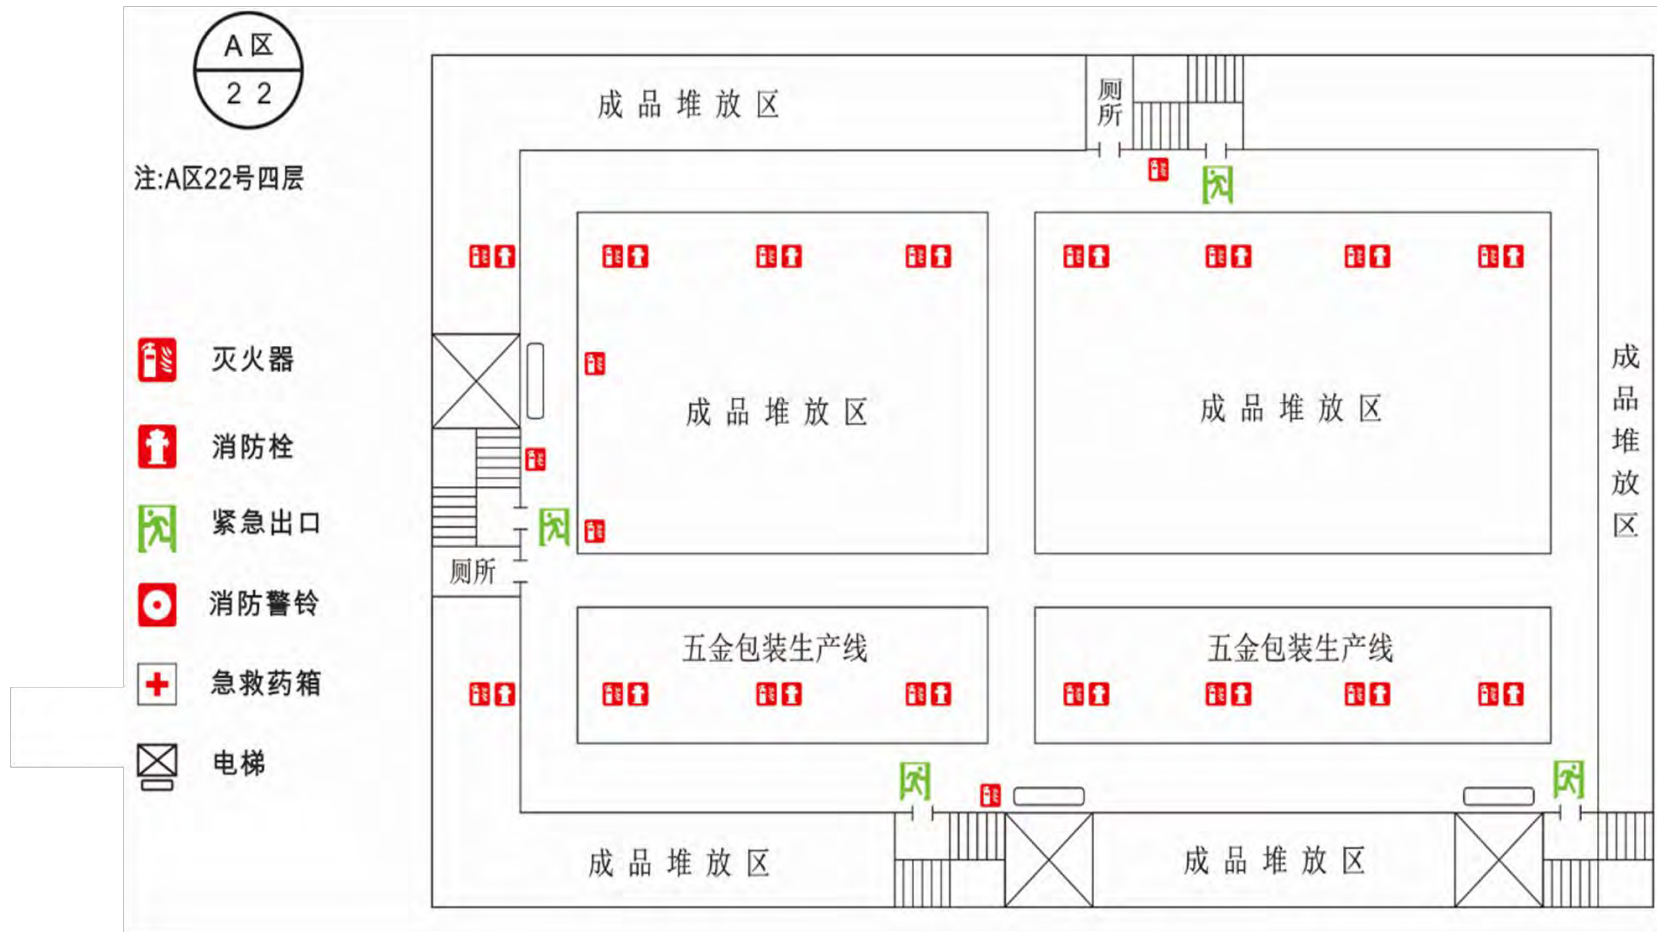 A区
22
注:A区22号四层
灭火器
消防栓
紧急出口
消防警铃
急救药箱
电梯
成品堆放区
厕所
成品堆放区
成品堆放区
成品堆放区
厕所
五金包装生产线
五金包装生产线
成品堆放区
成品堆放区